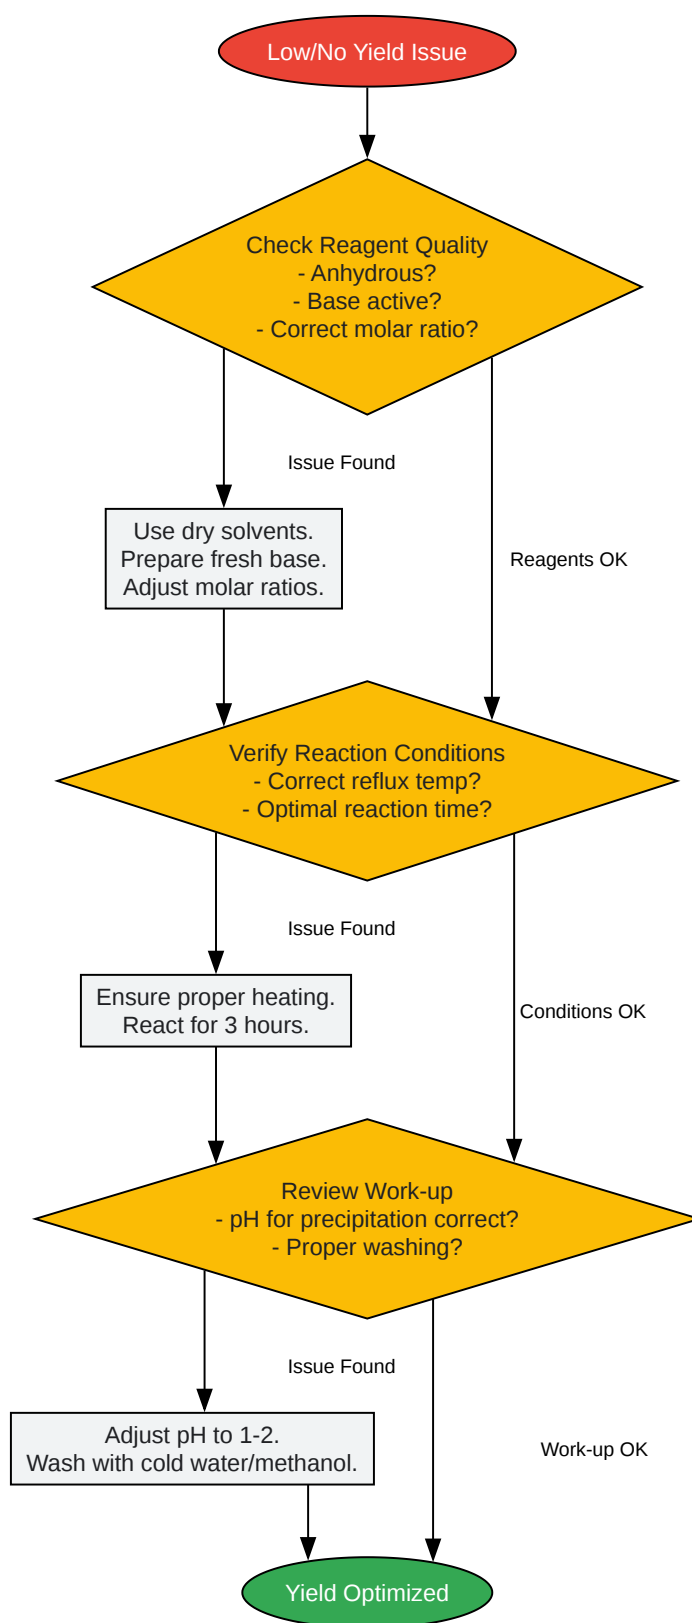 Low/No Yield Issue
Check Reagent Quality
- Anhydrous?
- Base active?
- Correct molar ratio?
Issue Found
Use dry solvents.
Prepare fresh base.
Adjust molar ratios.
Reagents OK
Verify Reaction Conditions
- Correct reflux temp?
- Optimal reaction time?
Issue Found
Ensure proper heating.
React for 3 hours.
Conditions OK
Review Work-up
- pH for precipitation correct?
- Proper washing?
Issue Found
Adjust pH to 1-2.
Wash with cold water/methanol.
Work-up OK
Yield Optimized